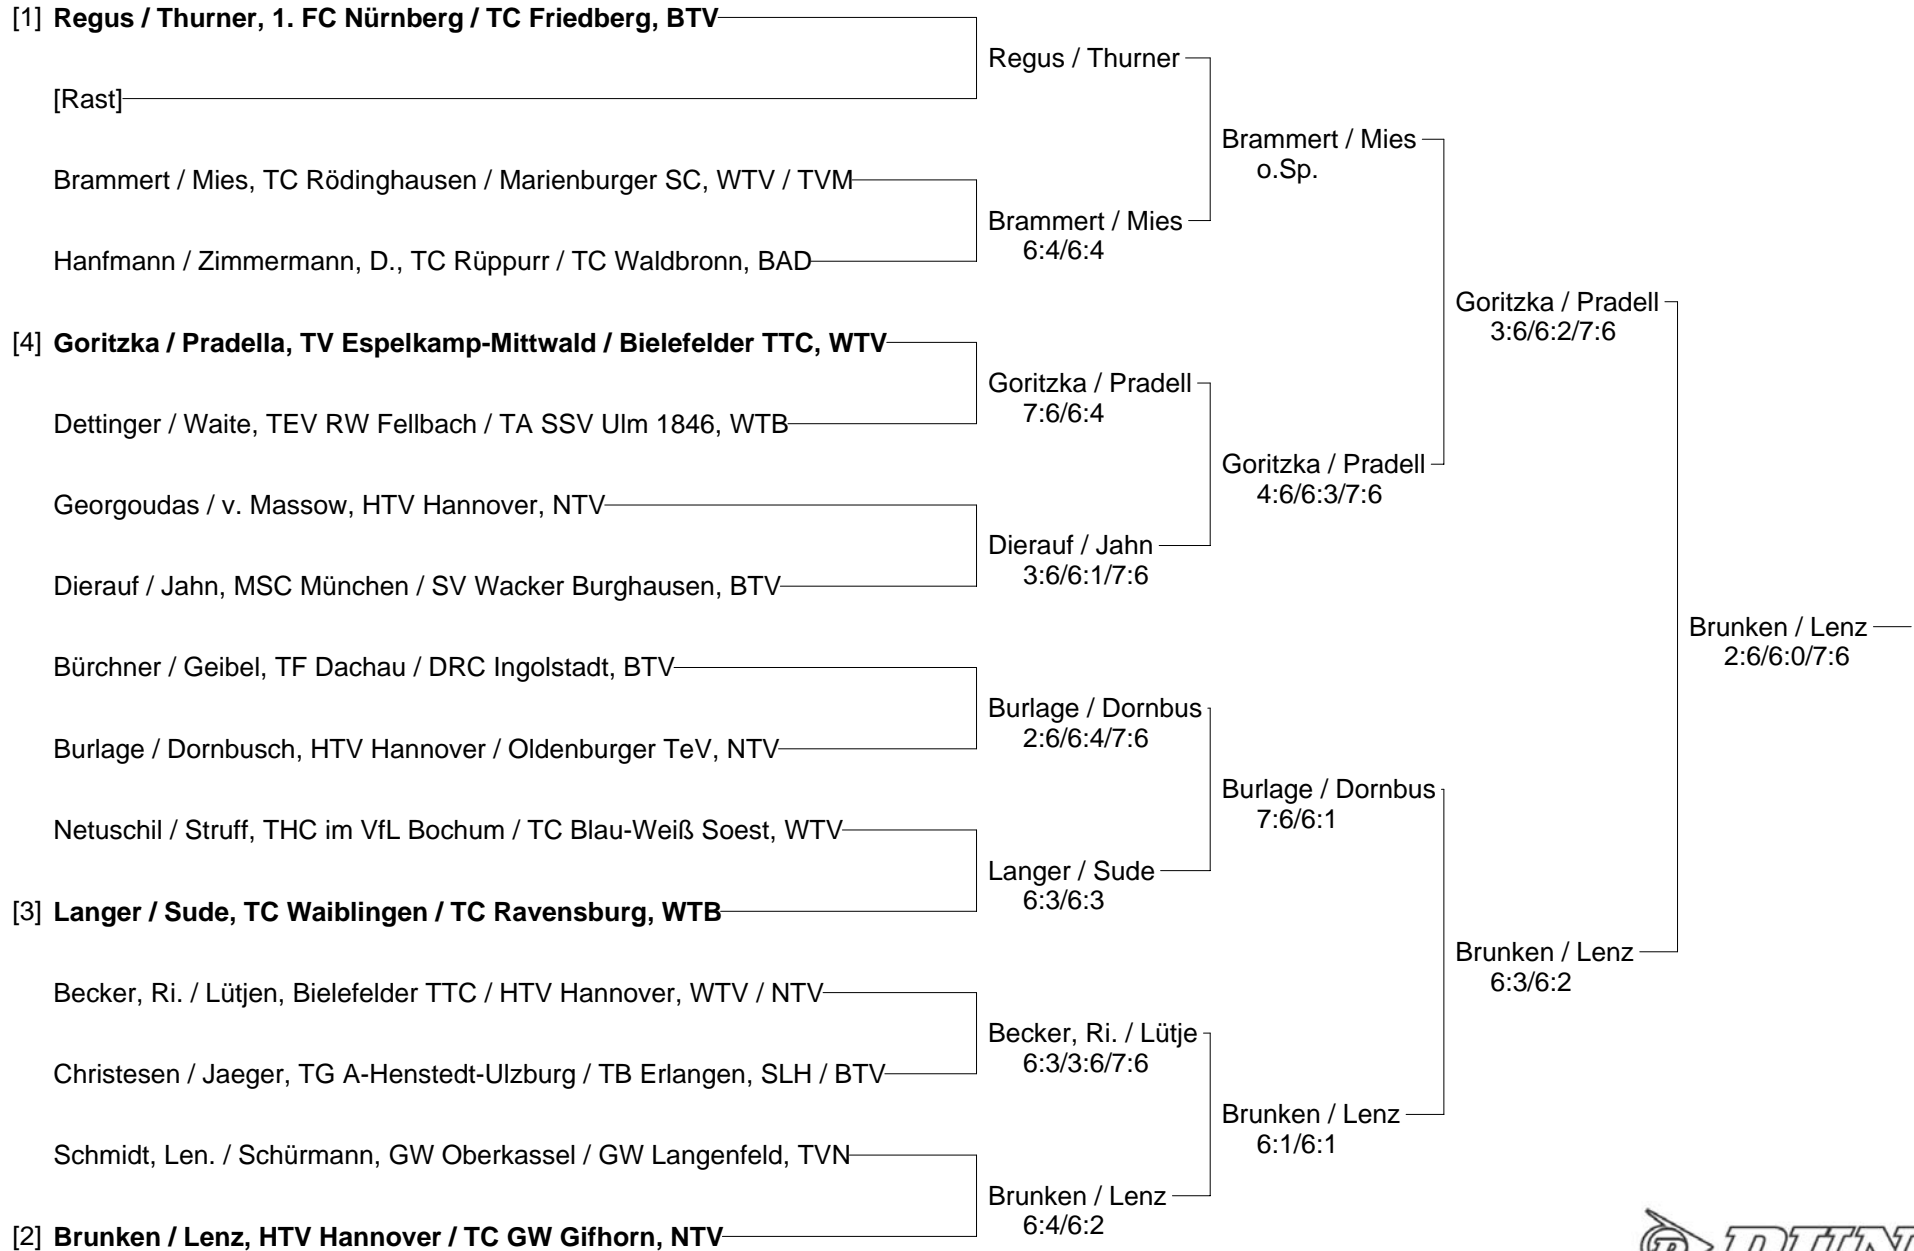 [1] Regus / Thurner, 1. FC Nürnberg / TC Friedberg, BTV
Regus / Thurner
[Rast]
Brammert / Mies
o.Sp.
Brammert / Mies, TC Rödinghausen / Marienburger SC, WTV / TVM
Brammert / Mies
6:4/6:4
Hanfmann / Zimmermann, D., TC Rüppurr / TC Waldbronn, BAD
Goritzka / Pradell
3:6/6:2/7:6
[4] Goritzka / Pradella, TV Espelkamp-Mittwald / Bielefelder TTC, WTV
Goritzka / Pradell
7:6/6:4
Dettinger / Waite, TEV RW Fellbach / TA SSV Ulm 1846, WTB
Goritzka / Pradell
4:6/6:3/7:6
Georgoudas / v. Massow, HTV Hannover, NTV
Dierauf / Jahn
3:6/6:1/7:6
Dierauf / Jahn, MSC München / SV Wacker Burghausen, BTV
Brunken / Lenz
2:6/6:0/7:6
Bürchner / Geibel, TF Dachau / DRC Ingolstadt, BTV
Burlage / Dornbus
2:6/6:4/7:6
Burlage / Dornbusch, HTV Hannover / Oldenburger TeV, NTV
Burlage / Dornbus
7:6/6:1
Netuschil / Struff, THC im VfL Bochum / TC Blau-Weiß Soest, WTV
Langer / Sude
6:3/6:3
[3] Langer / Sude, TC Waiblingen / TC Ravensburg, WTB
Brunken / Lenz
6:3/6:2
Becker, Ri. / Lütjen, Bielefelder TTC / HTV Hannover, WTV / NTV
Becker, Ri. / Lütje
6:3/3:6/7:6
Christesen / Jaeger, TG A-Henstedt-Ulzburg / TB Erlangen, SLH / BTV
Brunken / Lenz
6:1/6:1
Schmidt, Len. / Schürmann, GW Oberkassel / GW Langenfeld, TVN
Brunken / Lenz
6:4/6:2
[2] Brunken / Lenz, HTV Hannover / TC GW Gifhorn, NTV